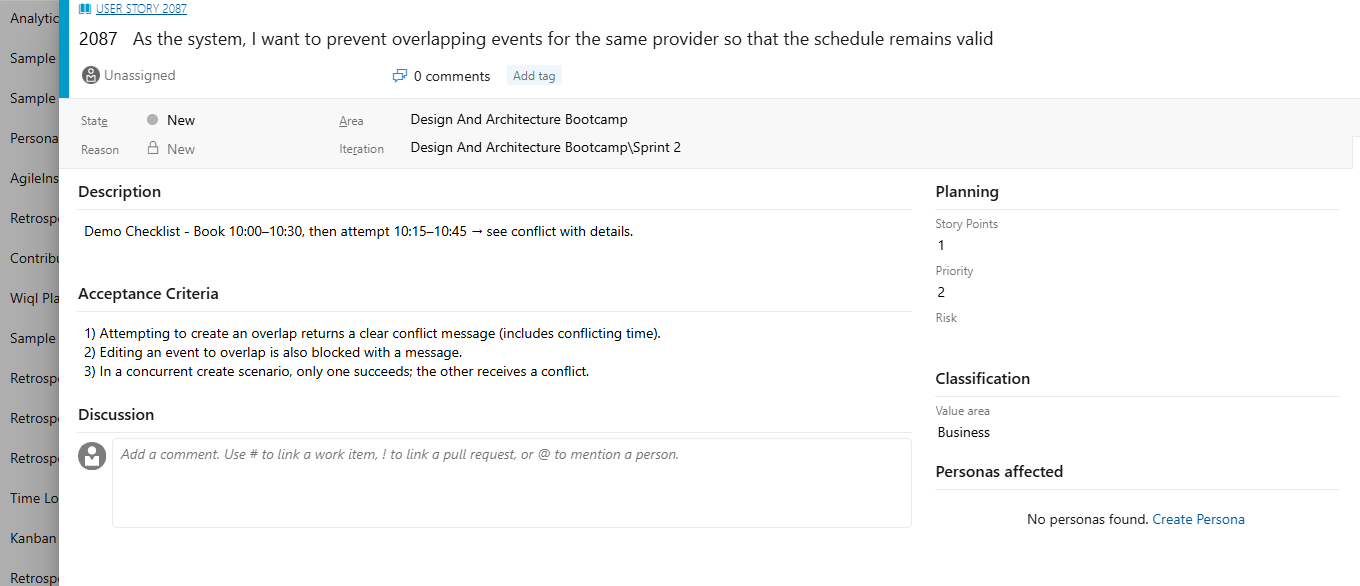 Analytic
Sample
Sample
Persona
AgileIns
Retrospe
Contribu
Wiql Pla
Sample
Retrospe
Retrospe
Retrospe
Time Lo
Kanban
Retrospe
USER STORY 2087
2087 As the system, I want to prevent overlapping events for the same provider so that the schedule remains valid
Unassigned 0 comments Add tag
State New Area Design And Architecture Bootcamp
Reason New Iteration Design And Architecture Bootcamp\Sprint 2
Description
Demo Checklist - Book 10:00–10:30, then attempt 10:15–10:45 → see conflict with details.
Acceptance Criteria
1) Attempting to create an overlap returns a clear conflict message (includes conflicting time).
2) Editing an event to overlap is also blocked with a message.
3) In a concurrent create scenario, only one succeeds; the other receives a conflict.
Discussion
Add a comment. Use # to link a work item, ! to link a pull request, or @ to mention a person.
Planning
Story Points
1
Priority
2
Risk
Classification
Value area
Business
Personas affected
No personas found. Create Persona